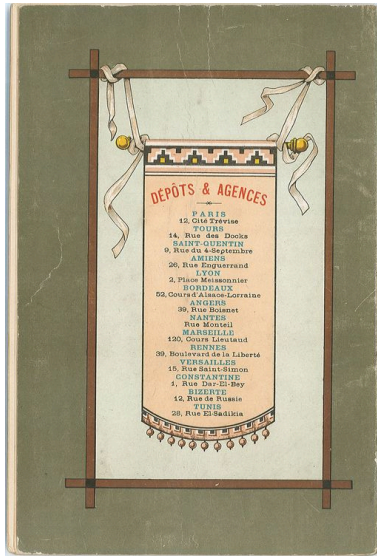 DÉPÔTS & AGENCES
PARIS
12, Cité Trévise
TOURS
14, Rue des Docks
SAINT-QUENTIN
9, Rue du 4-Septembre
AMIENS
26, Rue Enguerrand
LYON
2, Place Meissonnier
BORDEAUX
52, Cours d'Alsace-Lorraine
ANGERS
39, Rue Boisnet
NANTES
Rue Monteil
MARSEILLE
120, Cours Lieutaud
RENNES
39, Boulevard de la Liberté
VERSAILLES
15, Rue Saint-Simon
CONSTANTINE
1, Rue Dar-El-Bey
BIZERTE
12, Rue de Russie
TUNIS
28, Rue El-Sadikia